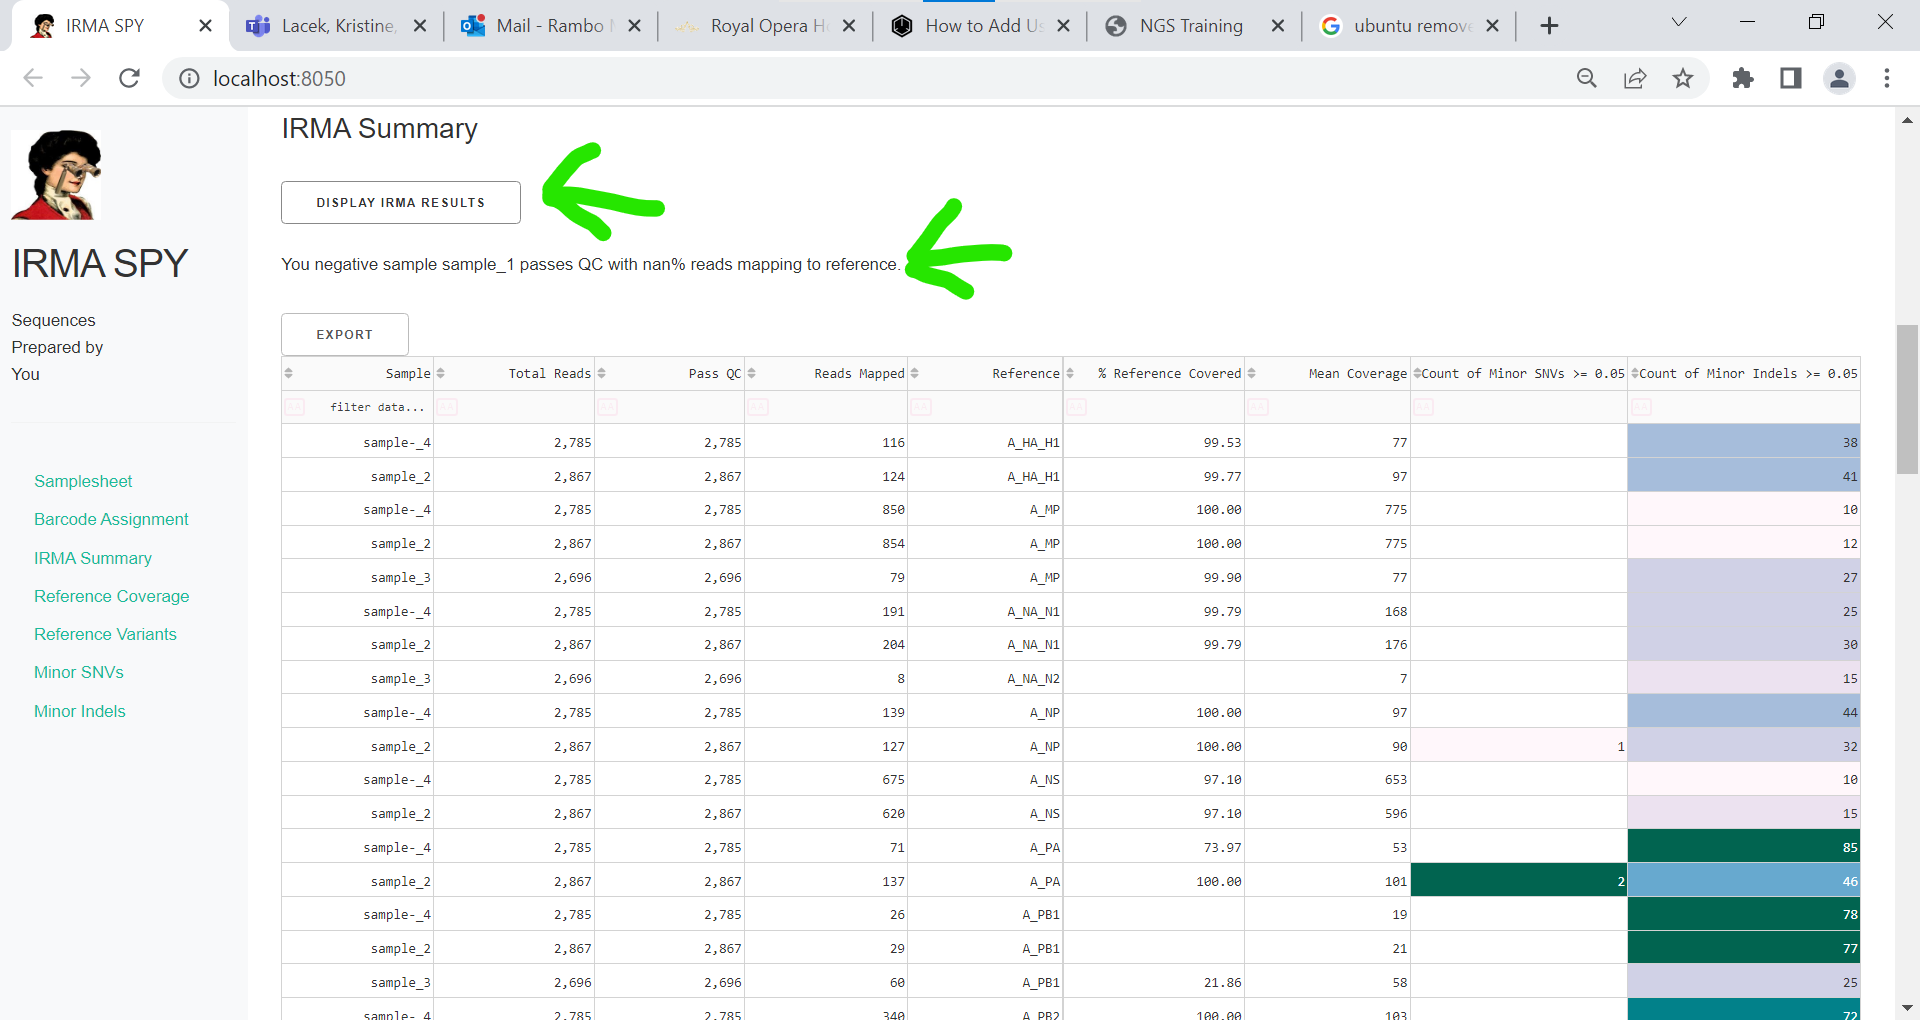 IRMA SPY
Lacek, Kristine,
Mail - Rambo
Royal Opera H
How to Add Us
NGS Training
ubuntu remove
localhost:8050
IRMA SPY
Sequences
Prepared by
You
Samplesheet
Barcode Assignment
IRMA Summary
Reference Coverage
Reference Variants
Minor SNVs
Minor Indels
IRMA Summary
DISPLAY IRMA RESULTS
You negative sample sample_1 passes QC with nan% reads mapping to reference.
EXPORT
Sample Total Reads Pass QC Reads Mapped Reference % Reference Covered Mean Coverage Count of Minor SNVs >= 0.05 Count of Minor Indels >= 0.05
filter data...
sample-_4 2,785 2,785 116 A_HA_H1 99.53 77 38
sample_2 2,867 2,867 124 A_HA_H1 99.77 97 41
sample-_4 2,785 2,785 850 A_MP 100.00 775 10
sample_2 2,867 2,867 854 A_MP 100.00 775 12
sample_3 2,696 2,696 79 A_MP 99.90 77 27
sample-_4 2,785 2,785 191 A_NA_N1 99.79 168 25
sample_2 2,867 2,867 204 A_NA_N1 99.79 176 30
sample_3 2,696 2,696 8 A_NA_N2 7 15
sample-_4 2,785 2,785 139 A_NP 100.00 97 44
sample_2 2,867 2,867 127 A_NP 100.00 90 1 32
sample-_4 2,785 2,785 675 A_NS 97.10 653 10
sample_2 2,867 2,867 620 A_NS 97.10 596 15
sample-_4 2,785 2,785 71 A_PA 73.97 53 85
sample_2 2,867 2,867 137 A_PA 100.00 101 2 46
sample-_4 2,785 2,785 26 A_PB1 19 78
sample_2 2,867 2,867 29 A_PB1 21 77
sample_3 2,696 2,696 60 A_PB1 21.86 58 25
sample-_4 2,785 2,785 340 A_PB2 100.00 103 72